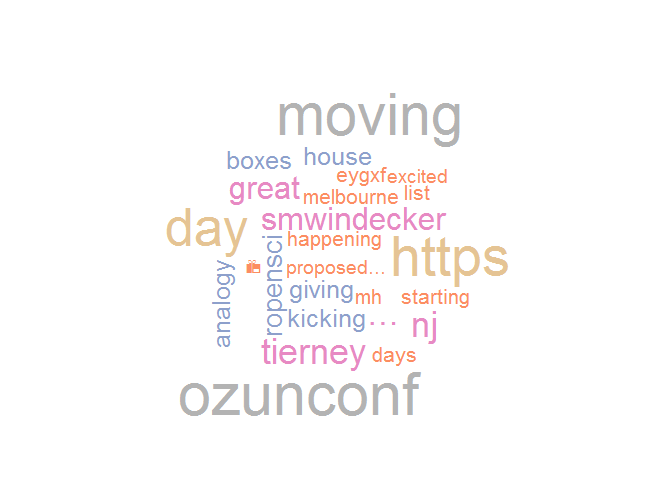 moving
boxes house
eygxf excited
great melbourne list
day smwindecker
happening https
analogy ropensci proposed…
giving mh starting
kicking … nj
tierney days
ozunconf